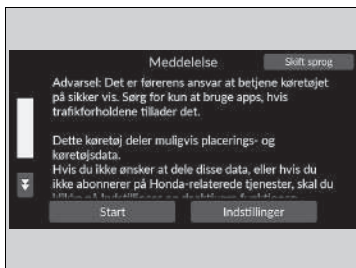 Meddelelse
Skift sprog
Advarsel: Det er førerens ansvar at betjene køretøjet
på sikker vis. Sørg for kun at bruge apps, hvis
trafikforholdene tillader det.
Dette køretøj deler muligvis placerings- og
køretøjsdata.
Hvis du ikke ønsker at dele disse data, eller hvis du
ikke abonnerer på Honda-relaterede tjenester, skal du
Start
Indstillinger